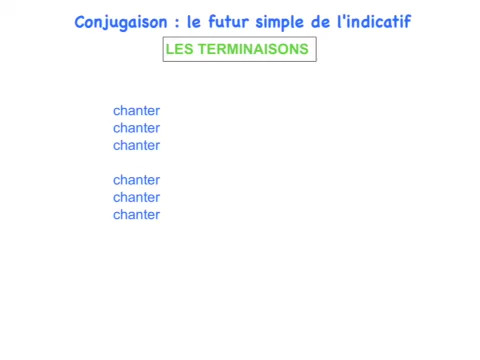 Conjugaison : le futur simple de l'indicatif
LES TERMINAISONS
chanter
chanter
chanter
chanter
chanter
chanter